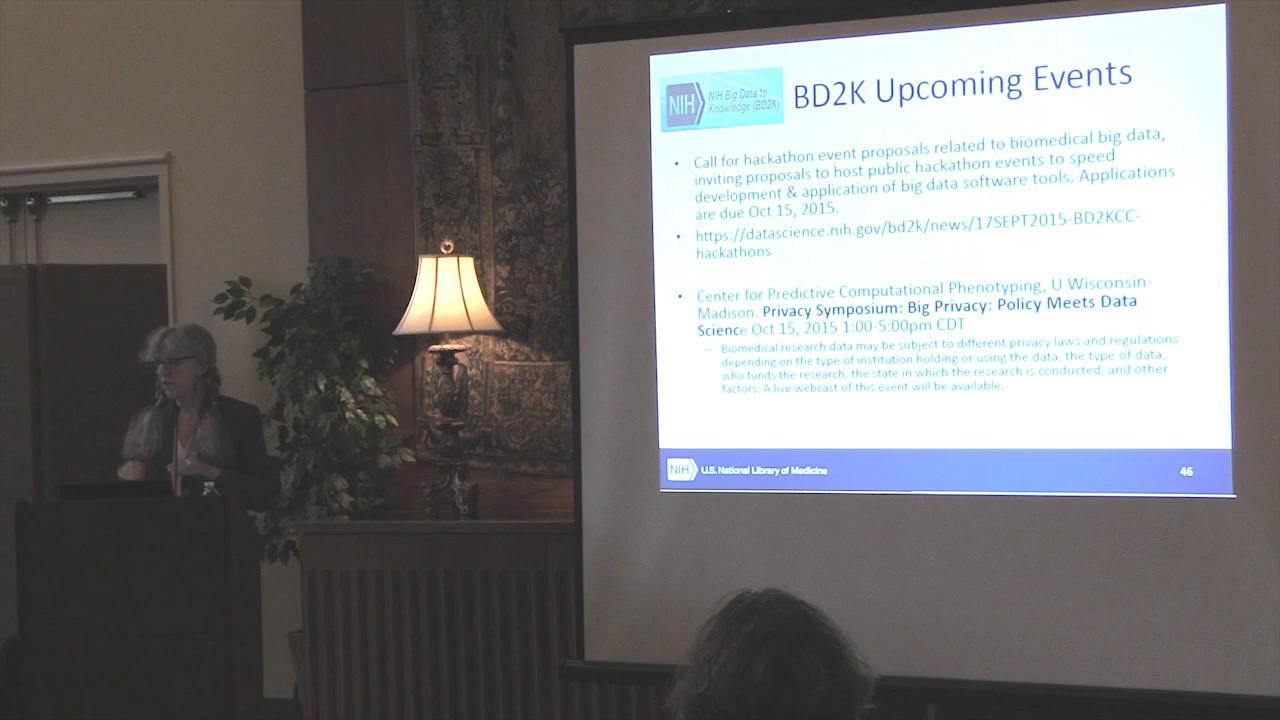 NIH
NIH Big Data to
Knowledge (BD2K)
BD2K Upcoming Events
• Call for hackathon event proposals related to biomedical big data,
inviting proposals to host public hackathon events to speed
development & application of big data software tools. Applications
are due Oct 15, 2015.
• https://datascience.nih.gov/bd2k/news/17SEPT2015-BD2KCC-
hackathons
• Center for Predictive Computational Phenotyping, U Wisconsin-
Madison. Privacy Symposium: Big Privacy: Policy Meets Data
Science Oct 15, 2015 1:00-5:00pm CDT
– Biomedical research data may be subject to different privacy laws and regulations
depending on the type of institution holding or using the data, the type of data,
who funds the research, the state in which the research is conducted, and other
factors. A live webcast of this event will be available.
NIH U.S. National Library of Medicine
46